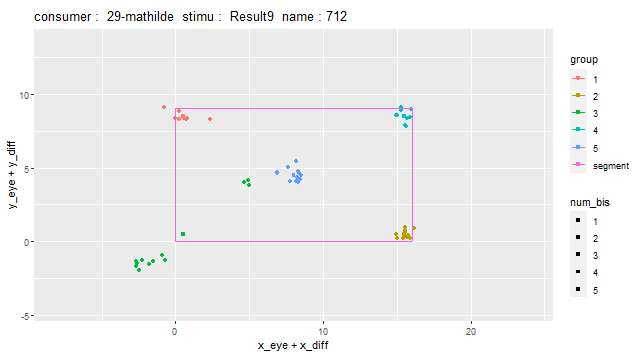 consumer :  29-mathilde  stimu :  Result9  name : 712
y_eye + y_diff
10
5
0
-5
0
10
20
x_eye + x_diff
group
1
2
3
4
5
segment
num_bis
1
2
3
4
5